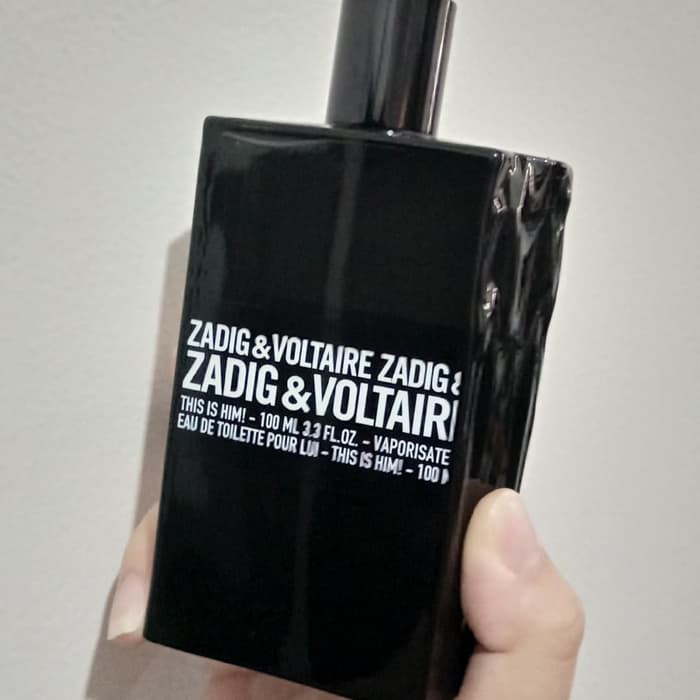 ZADIG&VOLTAIRE ZADIG &
ZADIG &VOLTAIR
THIS IS HIM! - 100 ML 3.3 FL.OZ. - VAPORISATE
EAU DE TOILETTE POUR LUI - THIS IS HIM! - 100